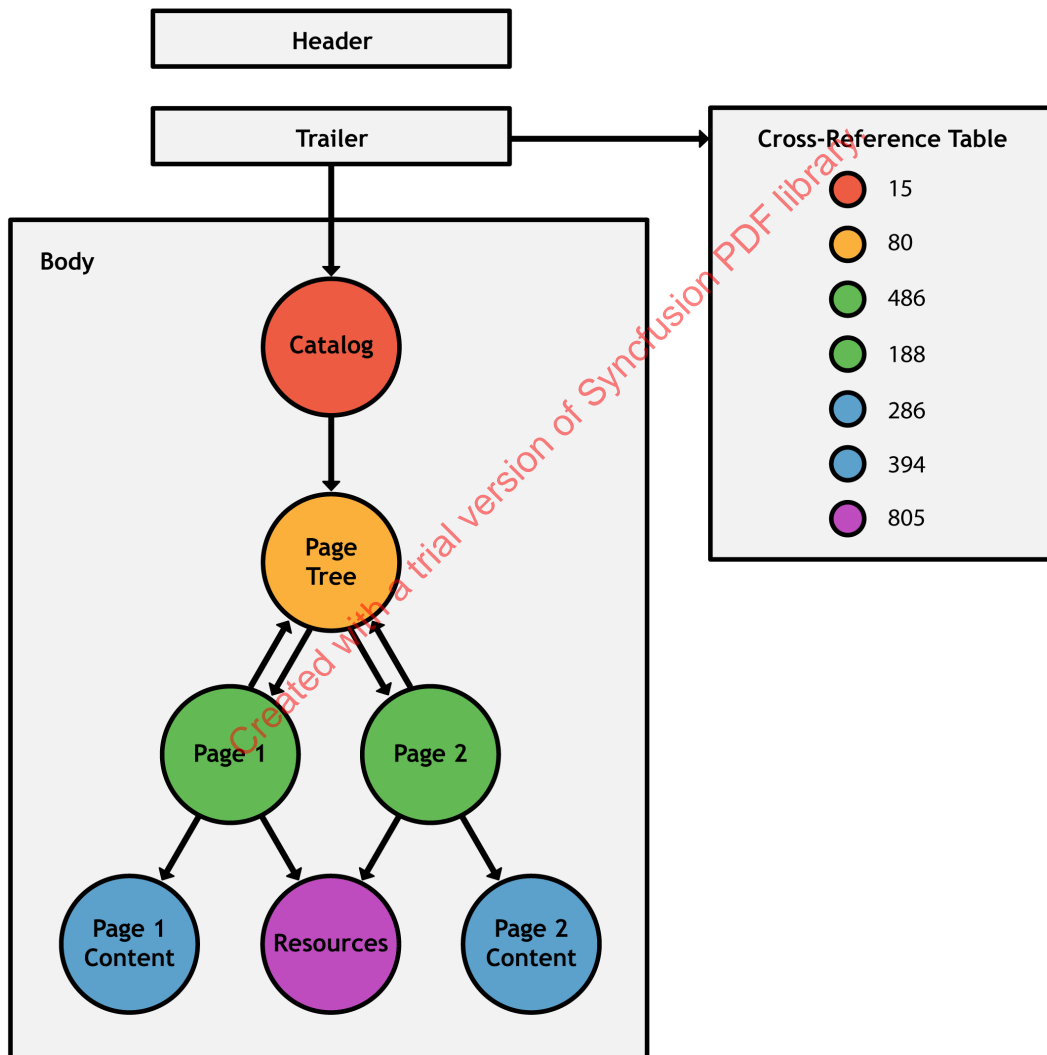 Header
Trailer
Cross-Reference Table
15
80
486
188
286
394
805
Body
Catalog
Page
Tree
Page 1
Page 2
Page 1
Content
Resources
Page 2
Content
Created with a trial version of Syncfusion PDF library.